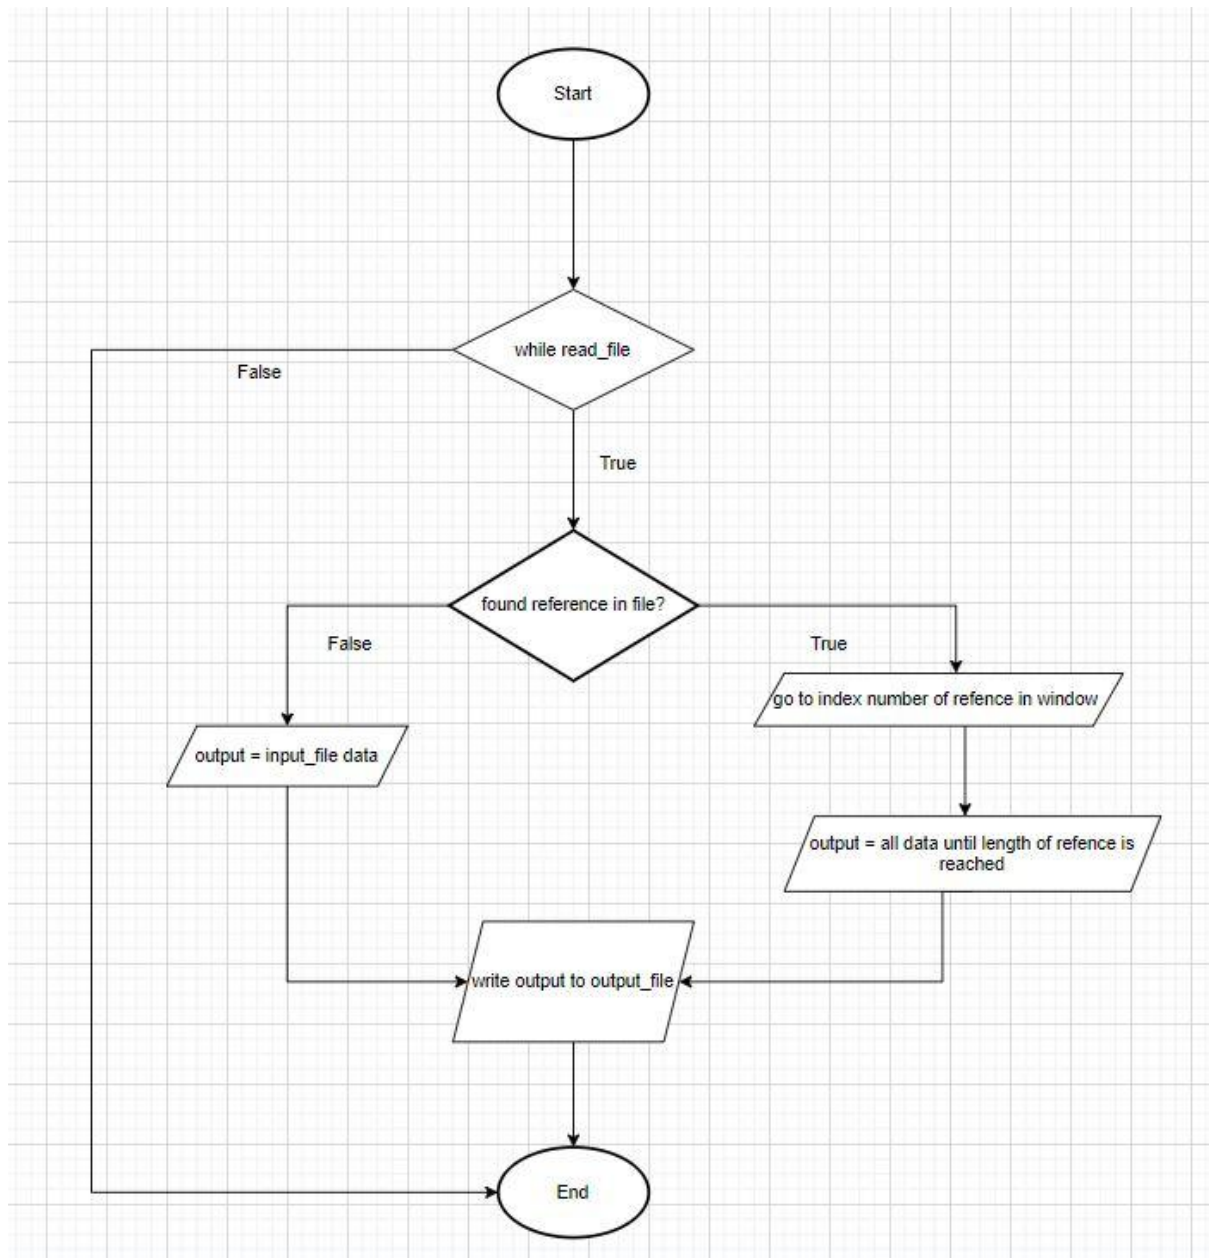 Start
while read_file
False
True
found reference in file?
False
True
go to index number of refence in window
output = input_file data
output = all data until length of refence is
reached
write output to output_file
End